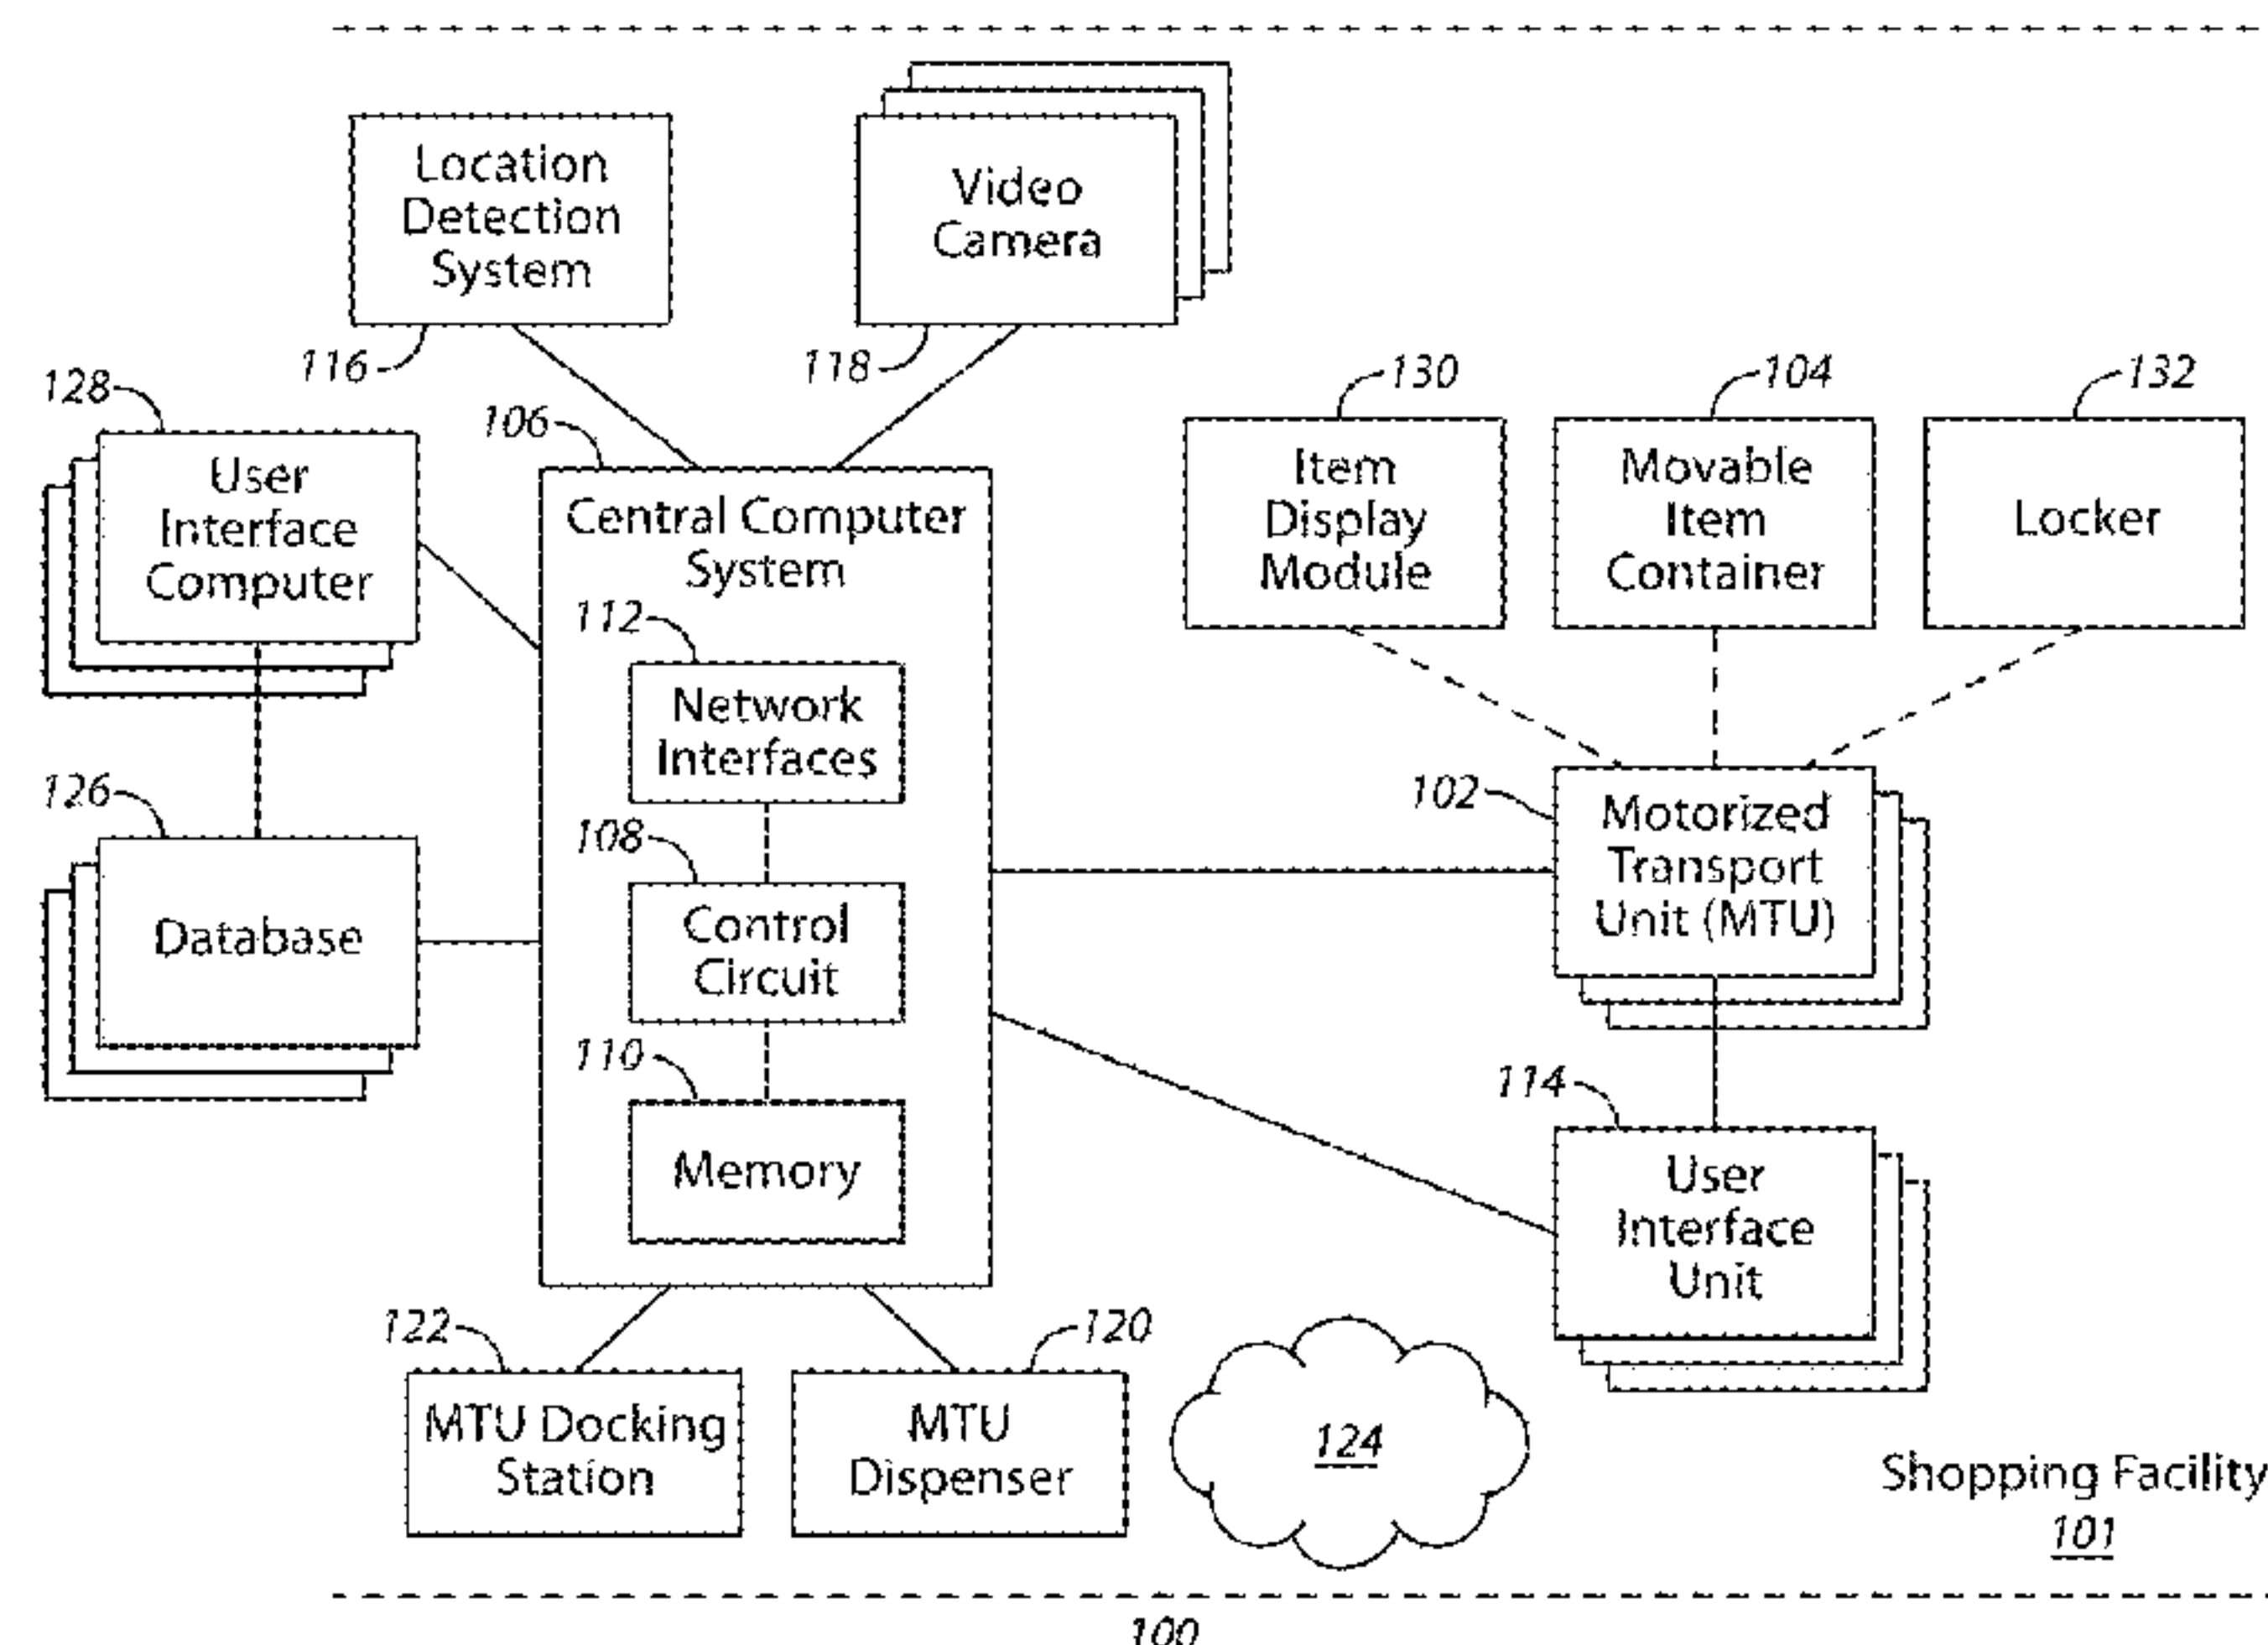 Location
Detection
System
116
Video
Camera
118
128
User
Interface
Computer
106
Central Computer
System
130
Item
Display
Module
104
Movable
Item
Container
132
Locker
112
Network
Interfaces
126
Database
108
Control
Circuit
102
Motorized
Transport
Unit (MTU)
110
Memory
114
User
Interface
Unit
122
MTU Docking
Station
120
MTU
Dispenser
124
Shopping Facility
101
100